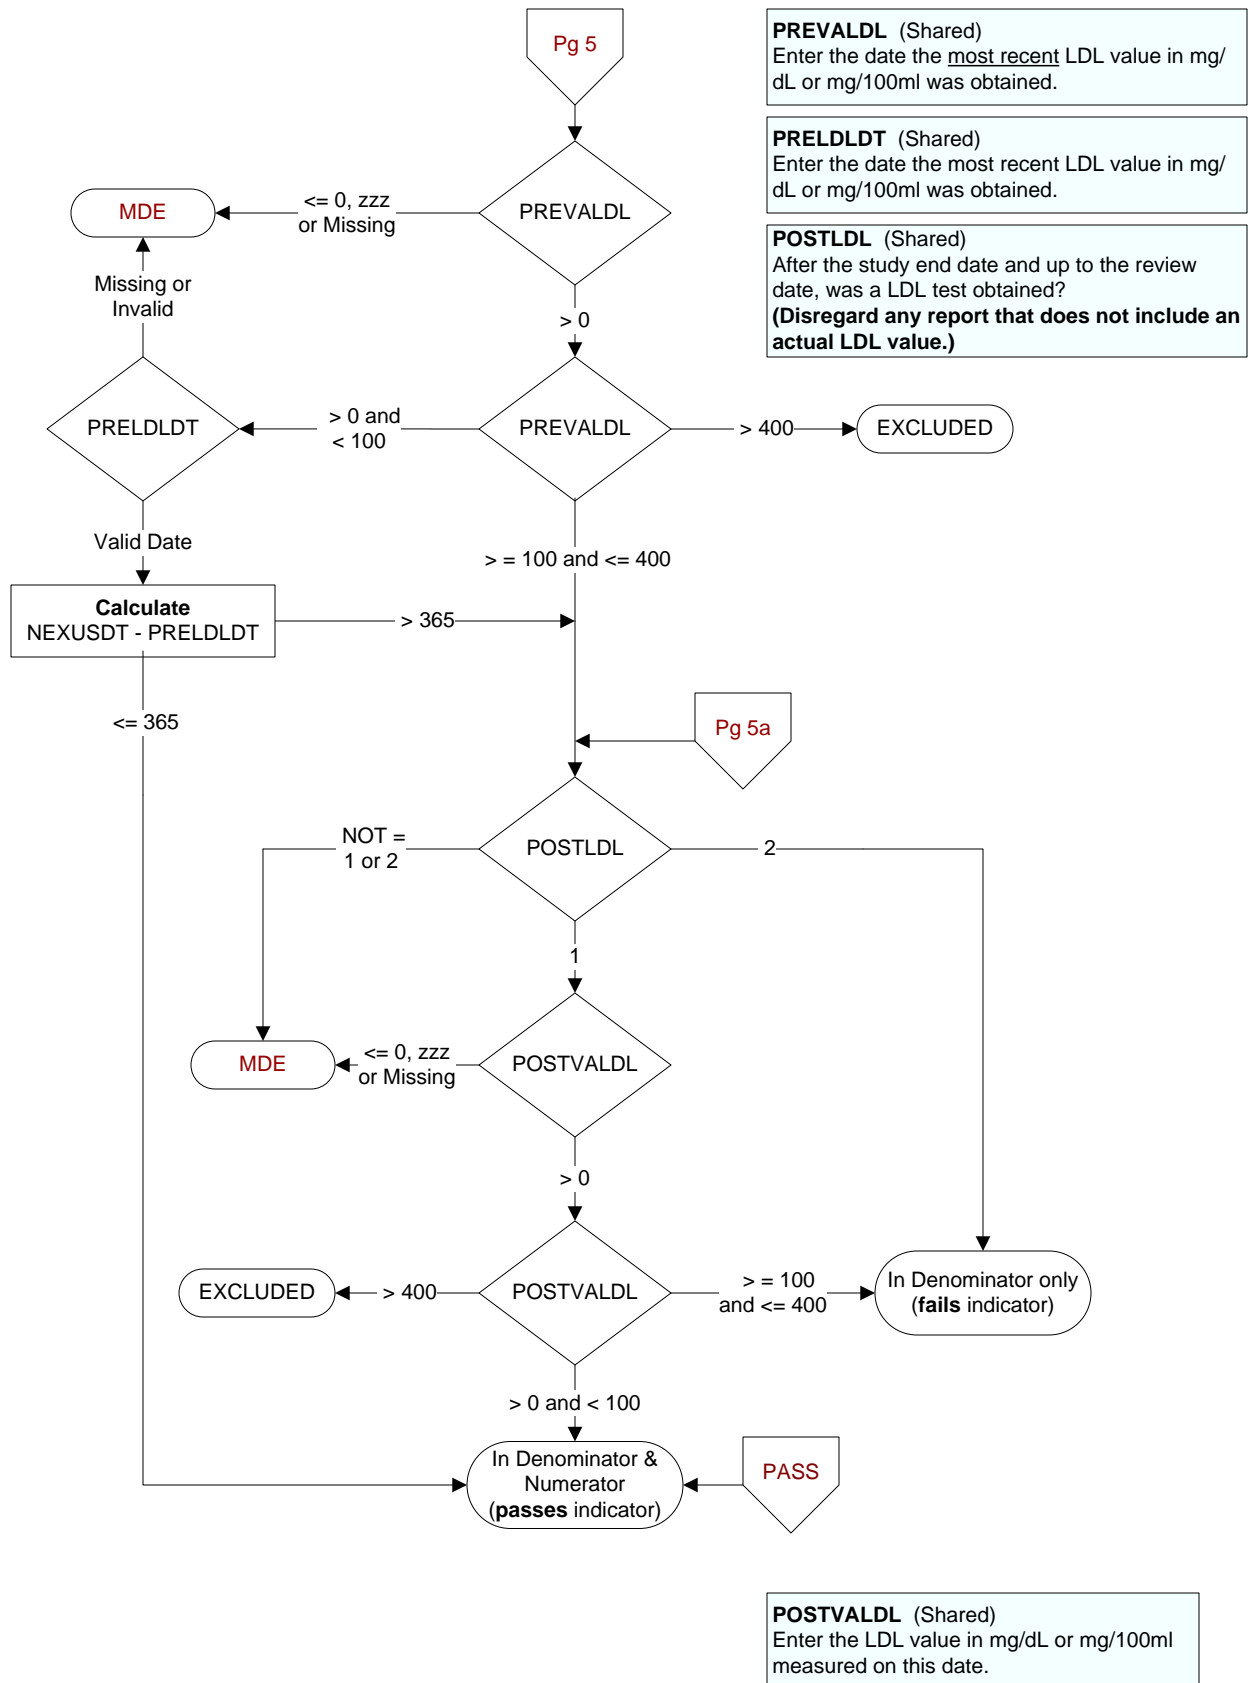 Pg 5
PREVALDL (Shared)
Enter the date the most recent LDL value in mg/
dL or mg/100ml was obtained.
PRELDLDT (Shared)
Enter the date the most recent LDL value in mg/
dL or mg/100ml was obtained.
POSTLDL (Shared)
After the study end date and up to the review
date, was a LDL test obtained?
(Disregard any report that does not include an
actual LDL value.)
MDE
<= 0, zzz
or Missing
PREVALDL
Missing or
Invalid
> 0
PRELDLDT
> 0 and
< 100
PREVALDL
> 400
EXCLUDED
Valid Date
> = 100 and <= 400
Calculate
NEXUSDT - PRELDLDT
> 365
<= 365
Pg 5a
NOT =
1 or 2
POSTLDL
2
1
MDE
<= 0, zzz
or Missing
POSTVALDL
> 0
EXCLUDED
> 400
POSTVALDL
> = 100
and <= 400
In Denominator only
(fails indicator)
> 0 and < 100
In Denominator &
Numerator
(passes indicator)
PASS
POSTVALDL (Shared)
Enter the LDL value in mg/dL or mg/100ml
measured on this date.